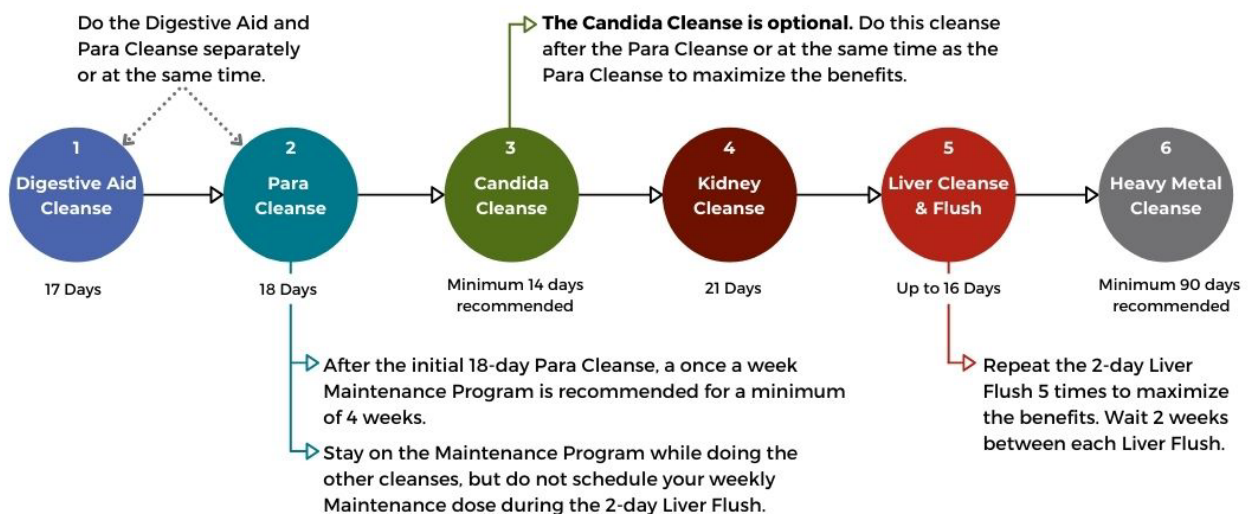 Do the Digestive Aid and
Para Cleanse separately
or at the same time.
The Candida Cleanse is optional. Do this cleanse
after the Para Cleanse or at the same time as the
Para Cleanse to maximize the benefits.
1
Digestive Aid
Cleanse
17 Days
2
Para
Cleanse
18 Days
3
Candida
Cleanse
Minimum 14 days
recommended
4
Kidney
Cleanse
21 Days
5
Liver Cleanse
& Flush
Up to 16 Days
6
Heavy Metal
Cleanse
Minimum 90 days
recommended
After the initial 18-day Para Cleanse, a once a week
Maintenance Program is recommended for a minimum
of 4 weeks.
Stay on the Maintenance Program while doing the
other cleanses, but do not schedule your weekly
Maintenance dose during the 2-day Liver Flush.
Repeat the 2-day Liver
Flush 5 times to maximize
the benefits. Wait 2 weeks
between each Liver Flush.